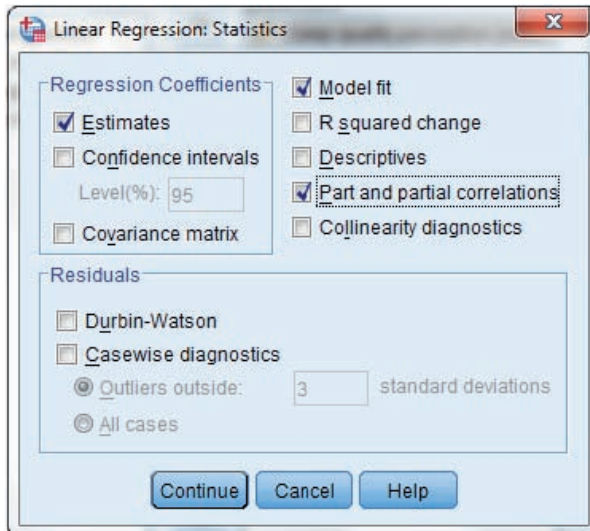 Linear Regression: Statistics
Regression Coefficients
Estimates
Confidence intervals
Level(%): 95
Covariance matrix
Model fit
R squared change
Descriptives
Part and partial correlations
Collinearity diagnostics
Residuals
Durbin-Watson
Casewise diagnostics
Outliers outside: 3 standard deviations
All cases
Continue Cancel Help